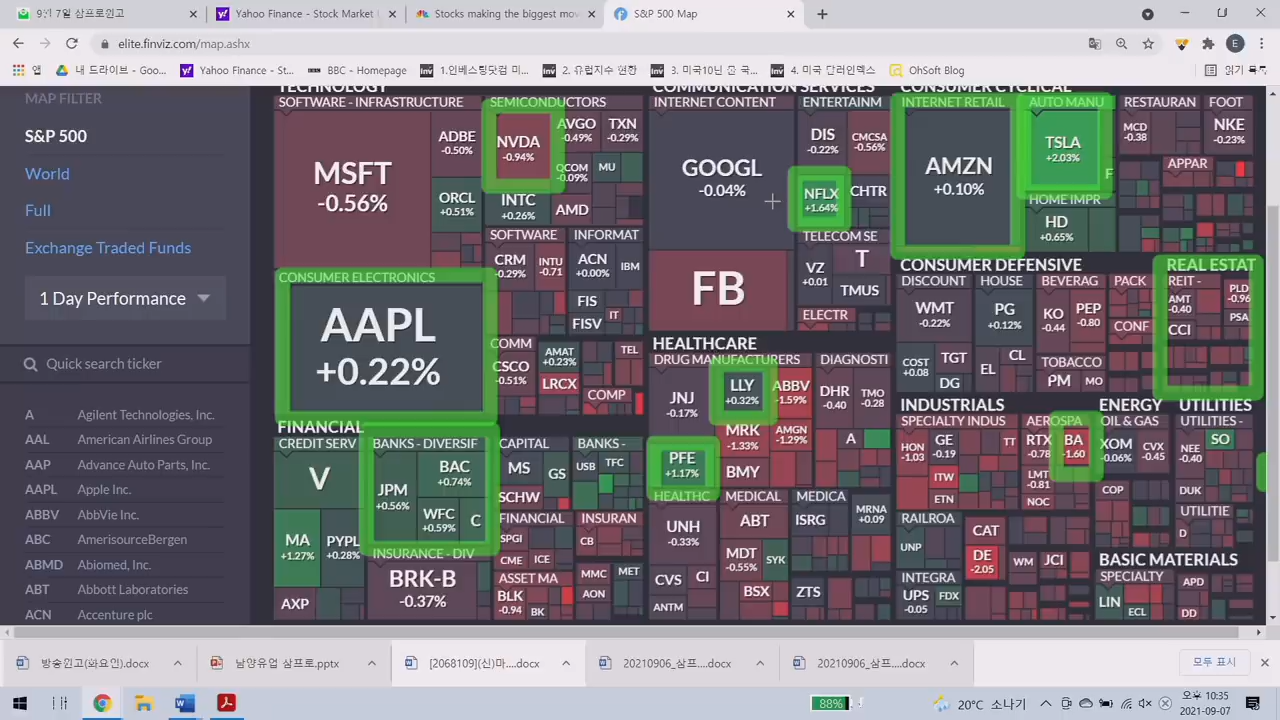 9월 7일 삼프로원고
Yahoo Finance - Stock Market
Stocks making the biggest mov
S&P 500 Map
elite.finviz.com/map.ashx
앱
내 드라이브 - Goo...
Yahoo Finance - St...
BBC - Homepage
1.인베스팅닷컴 미...
2. 유럽지수 현황
3. 미국10년 준 국...
4. 미국 달러인덱스
OhSoft Blog
읽기 목록
MAP FILTER
S&P 500
World
Full
Exchange Traded Funds
1 Day Performance
Quick search ticker
A Agilent Technologies, Inc.
AAL American Airlines Group
AAP Advance Auto Parts, Inc.
AAPL Apple Inc.
ABBV AbbVie Inc.
ABC AmerisourceBergen
ABMD Abiomed, Inc.
ABT Abbott Laboratories
ACN Accenture plc
TECHNOLOGY
SOFTWARE - INFRASTRUCTURE
MSFT
-0.56%
ADBE
-0.50%
ORCL
+0.51%
SEMICONDUCTORS
NVDA
-0.94%
AVGO
-0.49%
TXN
-0.29%
QCOM
-0.09%
MU
INTC
+0.26%
AMD
CONSUMER ELECTRONICS
AAPL
+0.22%
SOFTWARE
CRM
-0.29%
INTU
-0.71
INFORMAT
ACN
+0.00%
IBM
FIS
FISV
IT
COMM
CSCO
-0.51%
AMAT
+0.23%
LRCX
TEL
COMP
FINANCIAL
CREDIT SERV
V
MA
+1.27%
PYPL
+0.28%
AXP
BANKS - DIVERSIF
JPM
+0.56%
BAC
+0.74%
WFC
+0.59%
C
INSURANCE - DIV
BRK-B
-0.37%
CAPITAL
MS
GS
SCHW
BANKS -
USB
TFC
FINANCIAL
SPGI
CME
ICE
INSURAN
CB
ASSET MA
BLK
-0.94
BK
MMC
MET
AON
COMMUNICATION SERVICES
INTERNET CONTENT
GOOGL
-0.04%
FB
ENTERTAINM
DIS
-0.22%
CMCSA
-0.56%
NFLX
+1.64%
CHTR
TELECOM SE
VZ
+0.01
T
TMUS
ELECTR
HEALTHCARE
DRUG MANUFACTURERS
JNJ
-0.17%
LLY
+0.32%
ABBV
-1.59%
MRK
-1.33%
AMGN
-1.29%
PFE
+1.17%
BMY
DIAGNOSTI
DHR
-0.40
TMO
-0.28
A
HEALTHC
UNH
-0.33%
CVS
CI
ANTM
MEDICAL
ABT
MDT
-0.55%
SYK
BSX
MEDICA
ISRG
MRNA
+0.09
ZTS
CONSUMER CYCLICAL
INTERNET RETAIL
AMZN
+0.10%
AUTO MANU
TSLA
+2.03%
F
HOME IMPR
HD
+0.65%
RESTAURAN
MCD
-0.38
FOOT
NKE
-0.23%
APPAR
CONSUMER DEFENSIVE
DISCOUNT
WMT
-0.22%
COST
+0.08
TGT
DG
HOUSE
PG
+0.12%
EL
CL
BEVERAG
KO
-0.44
PEP
-0.80
PACK
CONF
TOBACCO
PM
MO
REAL ESTAT
REIT -
AMT
-0.40
PLD
-0.96
PSA
CCI
INDUSTRIALS
SPECIALTY INDUS
HON
-1.03
GE
-0.19
TT
ITW
ETN
AEROSPA
RTX
-0.78
BA
-1.60
LMT
-0.81
NOC
RAILROA
UNP
CAT
DE
-2.05
WM
JCI
INTEGRA
UPS
-0.05
FDX
ENERGY
OIL & GAS
XOM
-0.06%
CVX
-0.45
COP
UTILITIES
UTILITIES -
NEE
-0.40
SO
DUK
UTILITIE
D
BASIC MATERIALS
SPECIALTY
LIN
ECL
APD
DD
방송원고(화요인).docx
남양유업 삼프로.pptx
[2068109](신)마....docx
20210906_삼프....docx
20210906_삼프....docx
모두 표시
88%
20°C 소나기
오후 10:35
2021-09-07